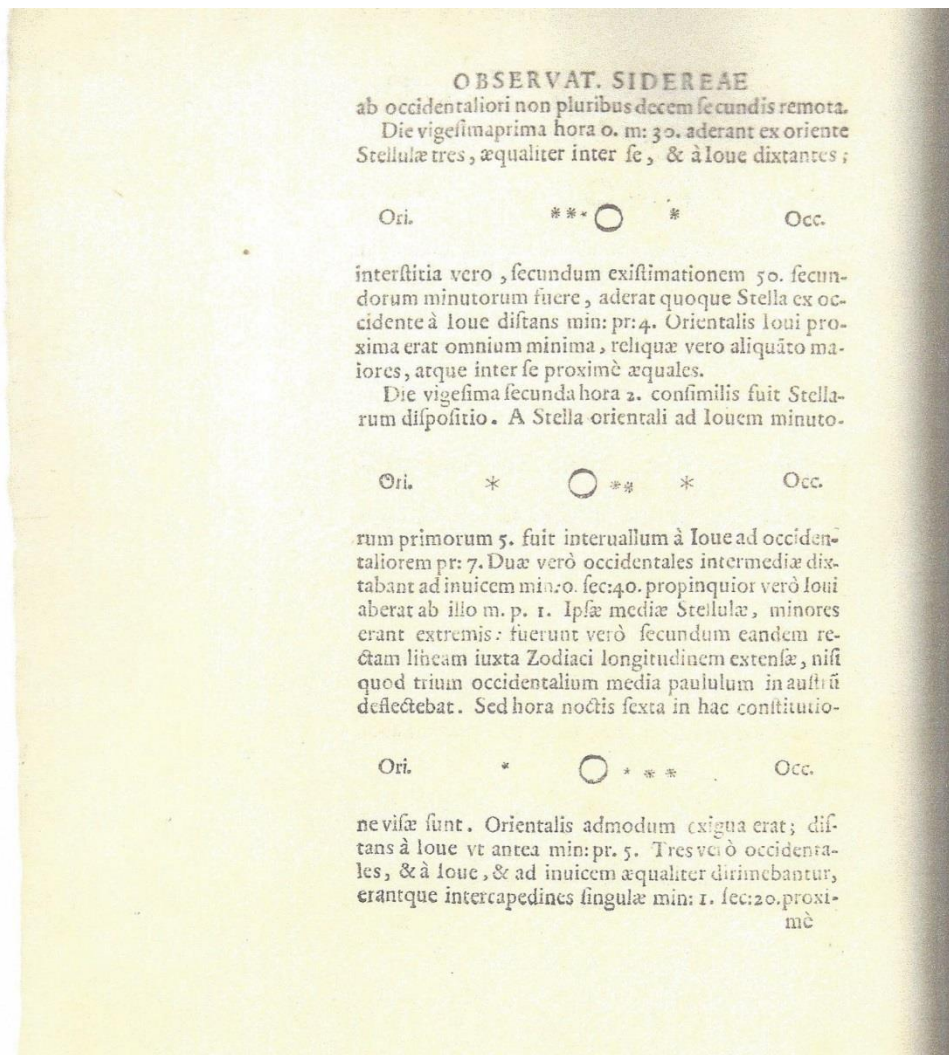 OBSERVAT. SIDEREAE
ab occidentaliori non pluribus decem ſecundis remota.
Die vigeſimaprima hora 0. m: 30. aderant ex oriente
Stellulæ tres, æqualiter inter ſe, & à Ioue dixtantes;
Ori. ** * O * Occ.
interſtitia vero, ſecundum exiſtimationem 50. ſecun-
dorum minutorum fuere, aderat quoque Stella ex oc-
cidente à Ioue diſtans min: pr: 4. Orientalis Ioui pro-
xima erat omnium minima, reliquæ vero aliquāto ma-
iores, atque inter ſe proximè æquales.
Die vigeſima ſecunda hora 2. conſimilis fuit Stella-
rum diſpoſitio. A Stella orientali ad Iouem minuto-
Ori. * O ** * Occ.
rum primorum 5. fuit interuallum à Ioue ad occiden-
taliorem pr: 7. Duæ verò occidentales intermediæ dix-
tabant ad inuicem min: 0. ſec: 40. propinquior verò Ioui
aberat ab illo m. p. 1. Ipſæ mediæ Stellulæ, minores
erant extremis: fuerunt verò ſecundum eandem re-
ctam lineam iuxta Zodiaci longitudinem extenſæ, niſi
quod trium occidentalium media paululum in auſtrū
deflectebat. Sed hora noctis ſexta in hac conſtitutio-
Ori. * O * * * Occ.
ne viſæ ſunt. Orientalis admodum exigua erat; diſ-
tans à Ioue vt antea min: pr. 5. Tres verò occidenta-
les, & à Ioue, & ad inuicem æqualiter dirimebantur,
erantque intercapedines ſingulæ min: 1. ſec: 20. proxi-
mè